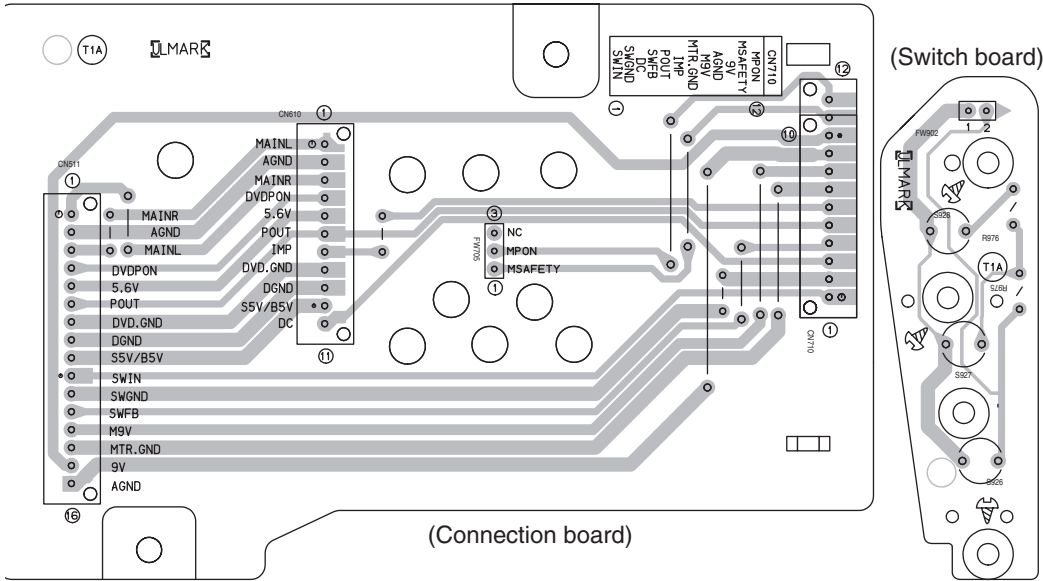 T1A
ULMARK
CN710
MPON
MSAFETY
9V
AGND
M9V
MTR.GND
IMP
POUT
SWFB
DC
SWGND
SWIN
1
12
12
10
1
CN710
CN610
1
MAINL
AGND
MAINR
DVDPON
5.6V
POUT
IMP
DVD.GND
DGND
S5V/B5V
DC
11
3
NC
MPON
MSAFETY
1
FW705
CN511
1
MAINR
AGND
MAINL
DVDPON
5.6V
POUT
DVD.GND
DGND
S5V/B5V
SWIN
SWGND
SWFB
M9V
MTR.GND
9V
AGND
16
(Connection board)
(Switch board)
1 2
FW902
ULMARK
S928
R976
T1A
R975
S927
S926